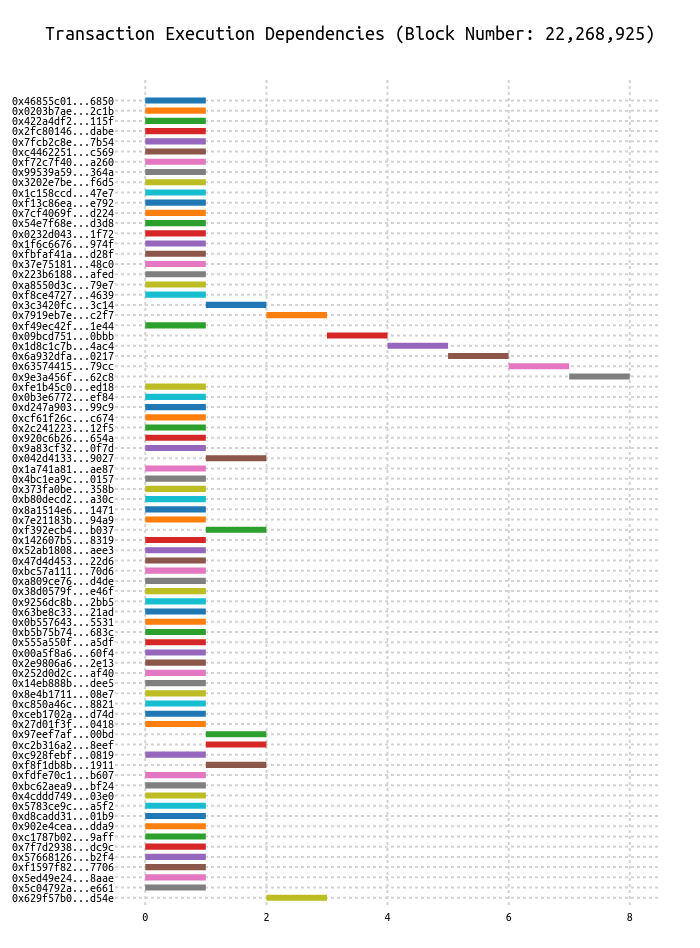 Transaction Execution Dependencies (Block Number: 22,268,925)
0x46855c01...6850
0x0203b7ae...2c1b
0x422a4df2...115f
0x2fc80146...dabe
0x7fcb2c8e...7b54
0xc4462251...c569
0xf72c7f40...a260
0x99539a59...364a
0x3202e7be...f6d5
0x1c158ccd...47e7
0xf13c86ea...e792
0x7cf4069f...d224
0x54e7f68e...d3d8
0x0232d043...1f72
0x1f6c6676...974f
0xfbfaf41a...d28f
0x37e75181...48c0
0x223b6188...afed
0xa8550d3c...79e7
0xf8ce4727...4639
0x3c3420fc...3c14
0x7919eb7e...c2f7
0xf49ec42f...1e44
0x09bcd751...0bbb
0x1d8c1c7b...4ac4
0x6a932dfa...0217
0x63574415...79cc
0x9e3a456f...62c8
0xfe1b45c0...ed18
0x0b3e6772...ef84
0xd247a903...99c9
0xcf61f26c...c674
0x2c241223...12f5
0x920c6b26...654a
0x9a83cf32...0f7d
0x042d4133...9027
0x1a741a81...ae87
0x4bc1ea9c...0157
0x373fa0be...358b
0xb80decd2...a30c
0x8a1514e6...1471
0x7e21183b...94a9
0xf392ecb4...b037
0x142607b5...8319
0x52ab1808...aee3
0x47d4d453...22d6
0xbc57a111...70d6
0xa809ce76...d4de
0x38d0579f...e46f
0x9256dc8b...2bb5
0x63be8c33...21ad
0x0b557643...5531
0xb5b75b74...683c
0x555a550f...a5df
0x00a5f8a6...60f4
0x2e9806a6...2e13
0x252d0d2c...af40
0x14eb888b...dee5
0x8e4b1711...08e7
0xc850a46c...8821
0xceb1702a...d74d
0x27d01f3f...0418
0x97eef7af...00bd
0xc2b316a2...8eef
0xc928febf...0819
0xf0f1db8b...1911
0xfdfe70c1...b607
0xbc62aea9...bf24
0x4cddd749...03e0
0x5783ce9c...a5f2
0xd8cadd31...01b9
0x902e4cea...dda9
0xc1787b02...9aff
0x7f7d2938...dc9c
0x57668126...b2f4
0xf1597f82...7706
0x5ed49e24...8aae
0x5c04792a...e661
0x629f57b0...d54e
0 2 4 6 8